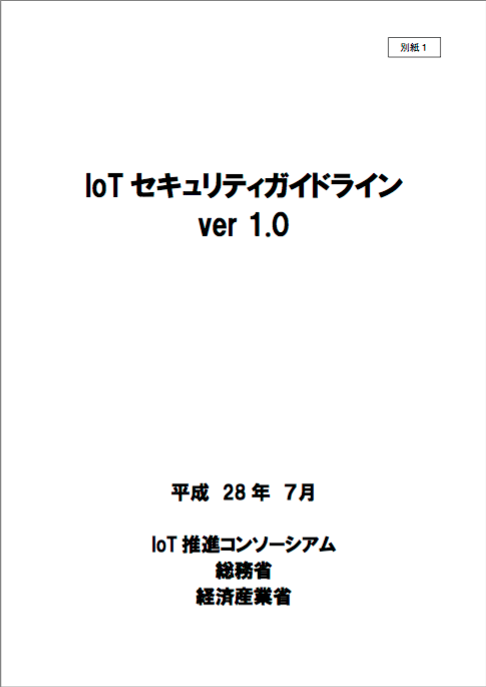 別紙 1
IoT セキュリティガイドライン
ver 1.0
平成 28 年 7月
IoT 推進コンソーシアム
総務省
経済産業省